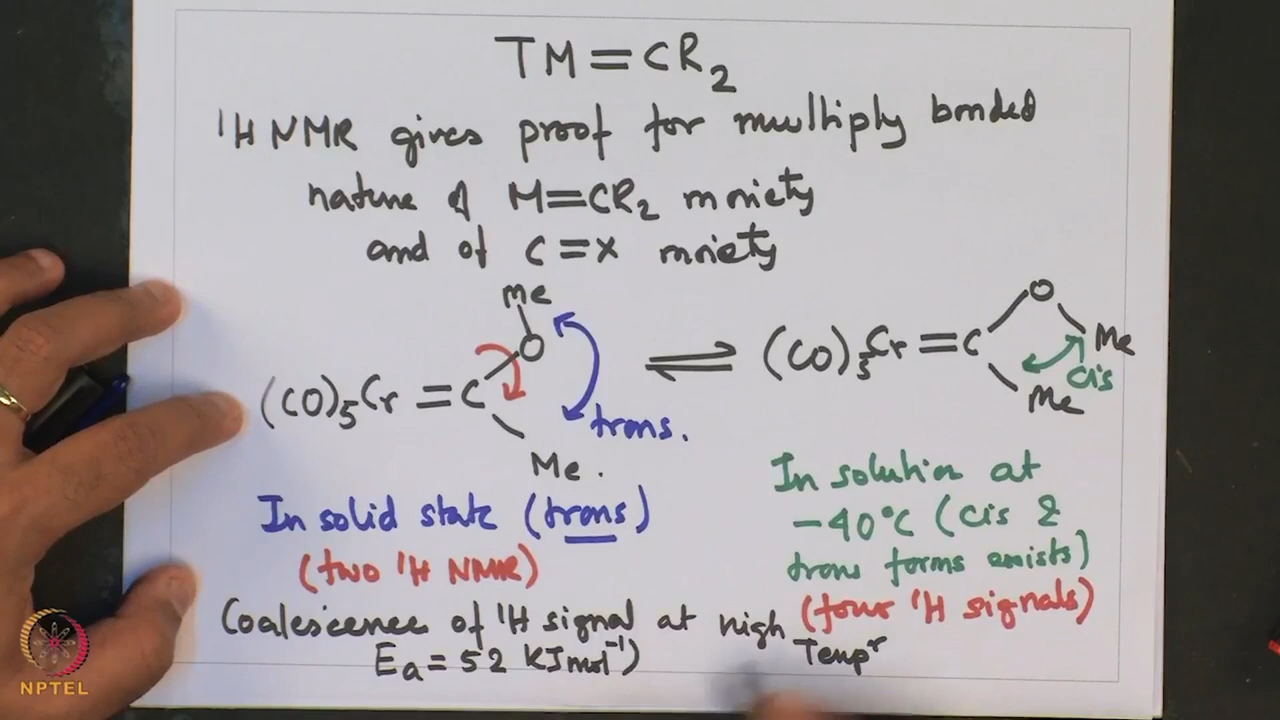 TM=CR₂
¹H NMR gives proof for multiply bonded
nature of M=CR₂ moiety
and of C=X moiety
Me
O
(CO)₅Cr=C
trans.
Me.
⇌
O
(CO)₅Cr=C
Me
cis
Me
In solid state (trans)
(two ¹H NMR)
In solution at
-40°C (cis &
trans forms exists)
(four ¹H signals)
Coalescence of ¹H signal at high Tempʳ
Eₐ = 52 KJmol⁻¹)
NPTEL